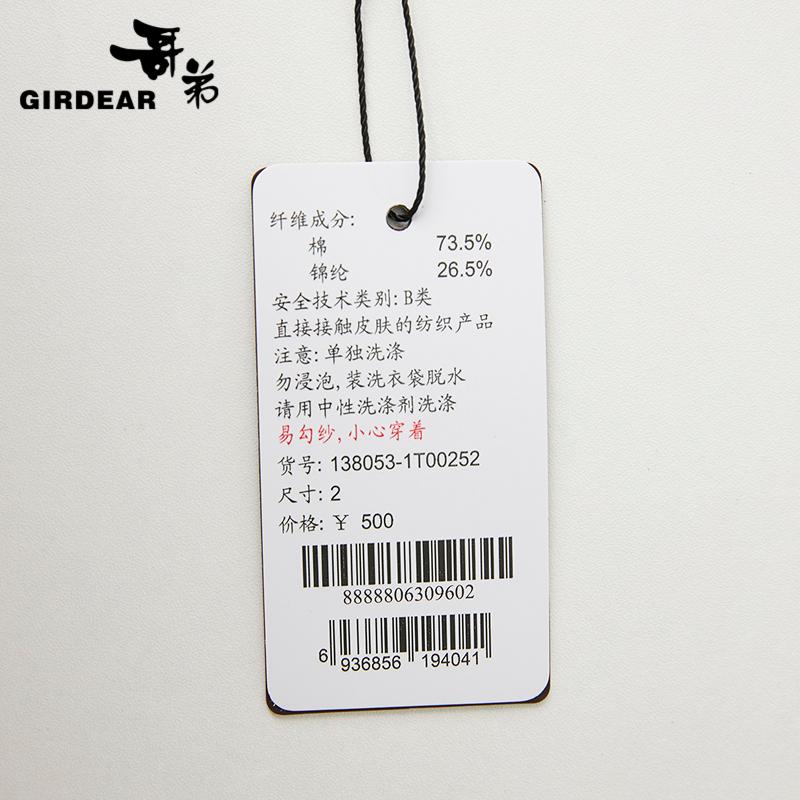 哥弟
GIRDEAR
纤维成分:
棉 73.5%
锦纶 26.5%
安全技术类别: B类
直接接触皮肤的纺织产品
注意: 单独洗涤
勿浸泡, 装洗衣袋脱水
请用中性洗涤剂洗涤
易勾纱, 小心穿着
货号: 138053-1T00252
尺寸: 2
价格: ¥ 500
8888806309602
6 936856 194041